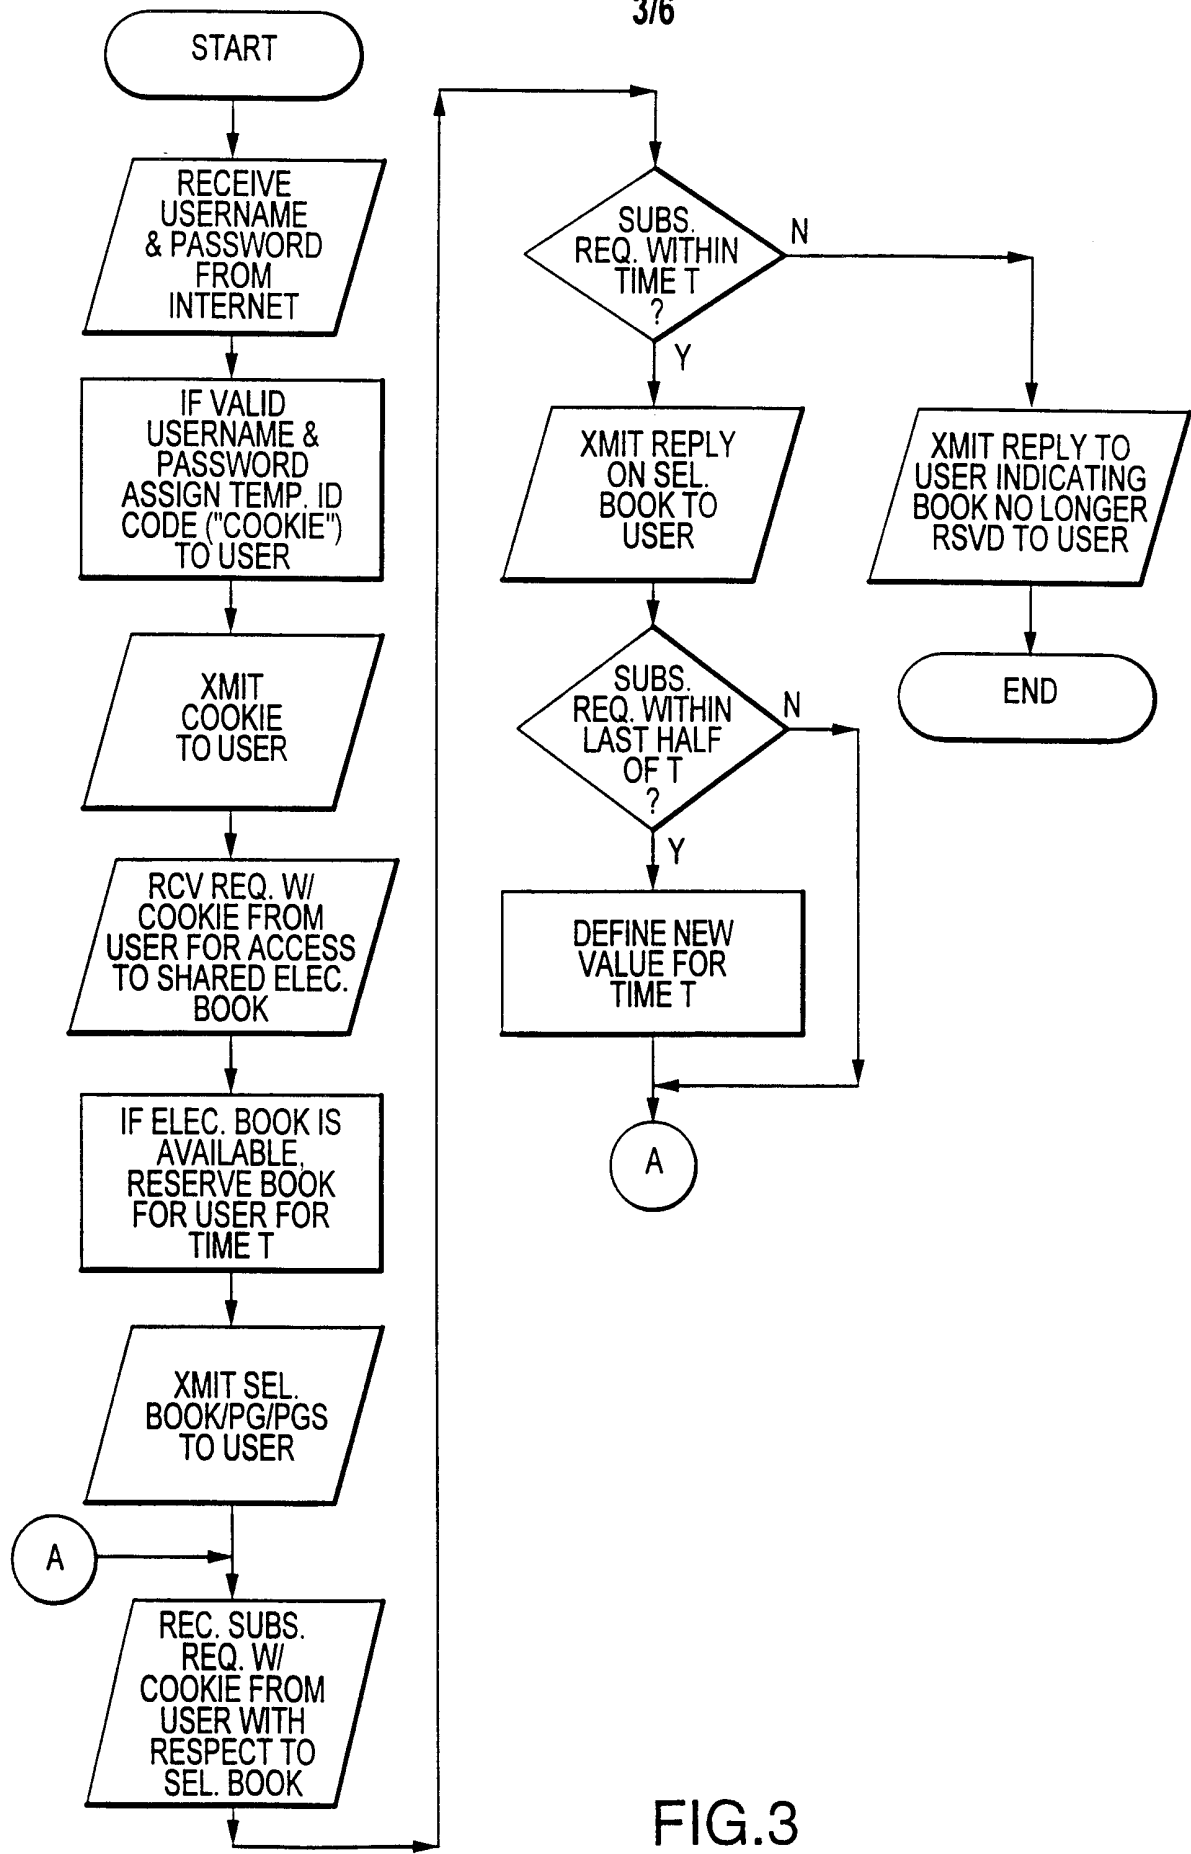 3/6
START
RECEIVE
USERNAME
& PASSWORD
FROM
INTERNET
IF VALID
USERNAME &
PASSWORD
ASSIGN TEMP. ID
CODE ("COOKIE")
TO USER
XMIT
COOKIE
TO USER
RCV REQ. W/
COOKIE FROM
USER FOR ACCESS
TO SHARED ELEC.
BOOK
IF ELEC. BOOK IS
AVAILABLE,
RESERVE BOOK
FOR USER FOR
TIME T
XMIT SEL.
BOOK/PG/PGS
TO USER
A
REC. SUBS.
REQ. W/
COOKIE FROM
USER WITH
RESPECT TO
SEL. BOOK
SUBS.
REQ. WITHIN
TIME T
?
N
Y
XMIT REPLY
ON SEL.
BOOK TO
USER
XMIT REPLY TO
USER INDICATING
BOOK NO LONGER
RSVD TO USER
END
SUBS.
REQ. WITHIN
LAST HALF
OF T
?
N
Y
DEFINE NEW
VALUE FOR
TIME T
A
FIG.3